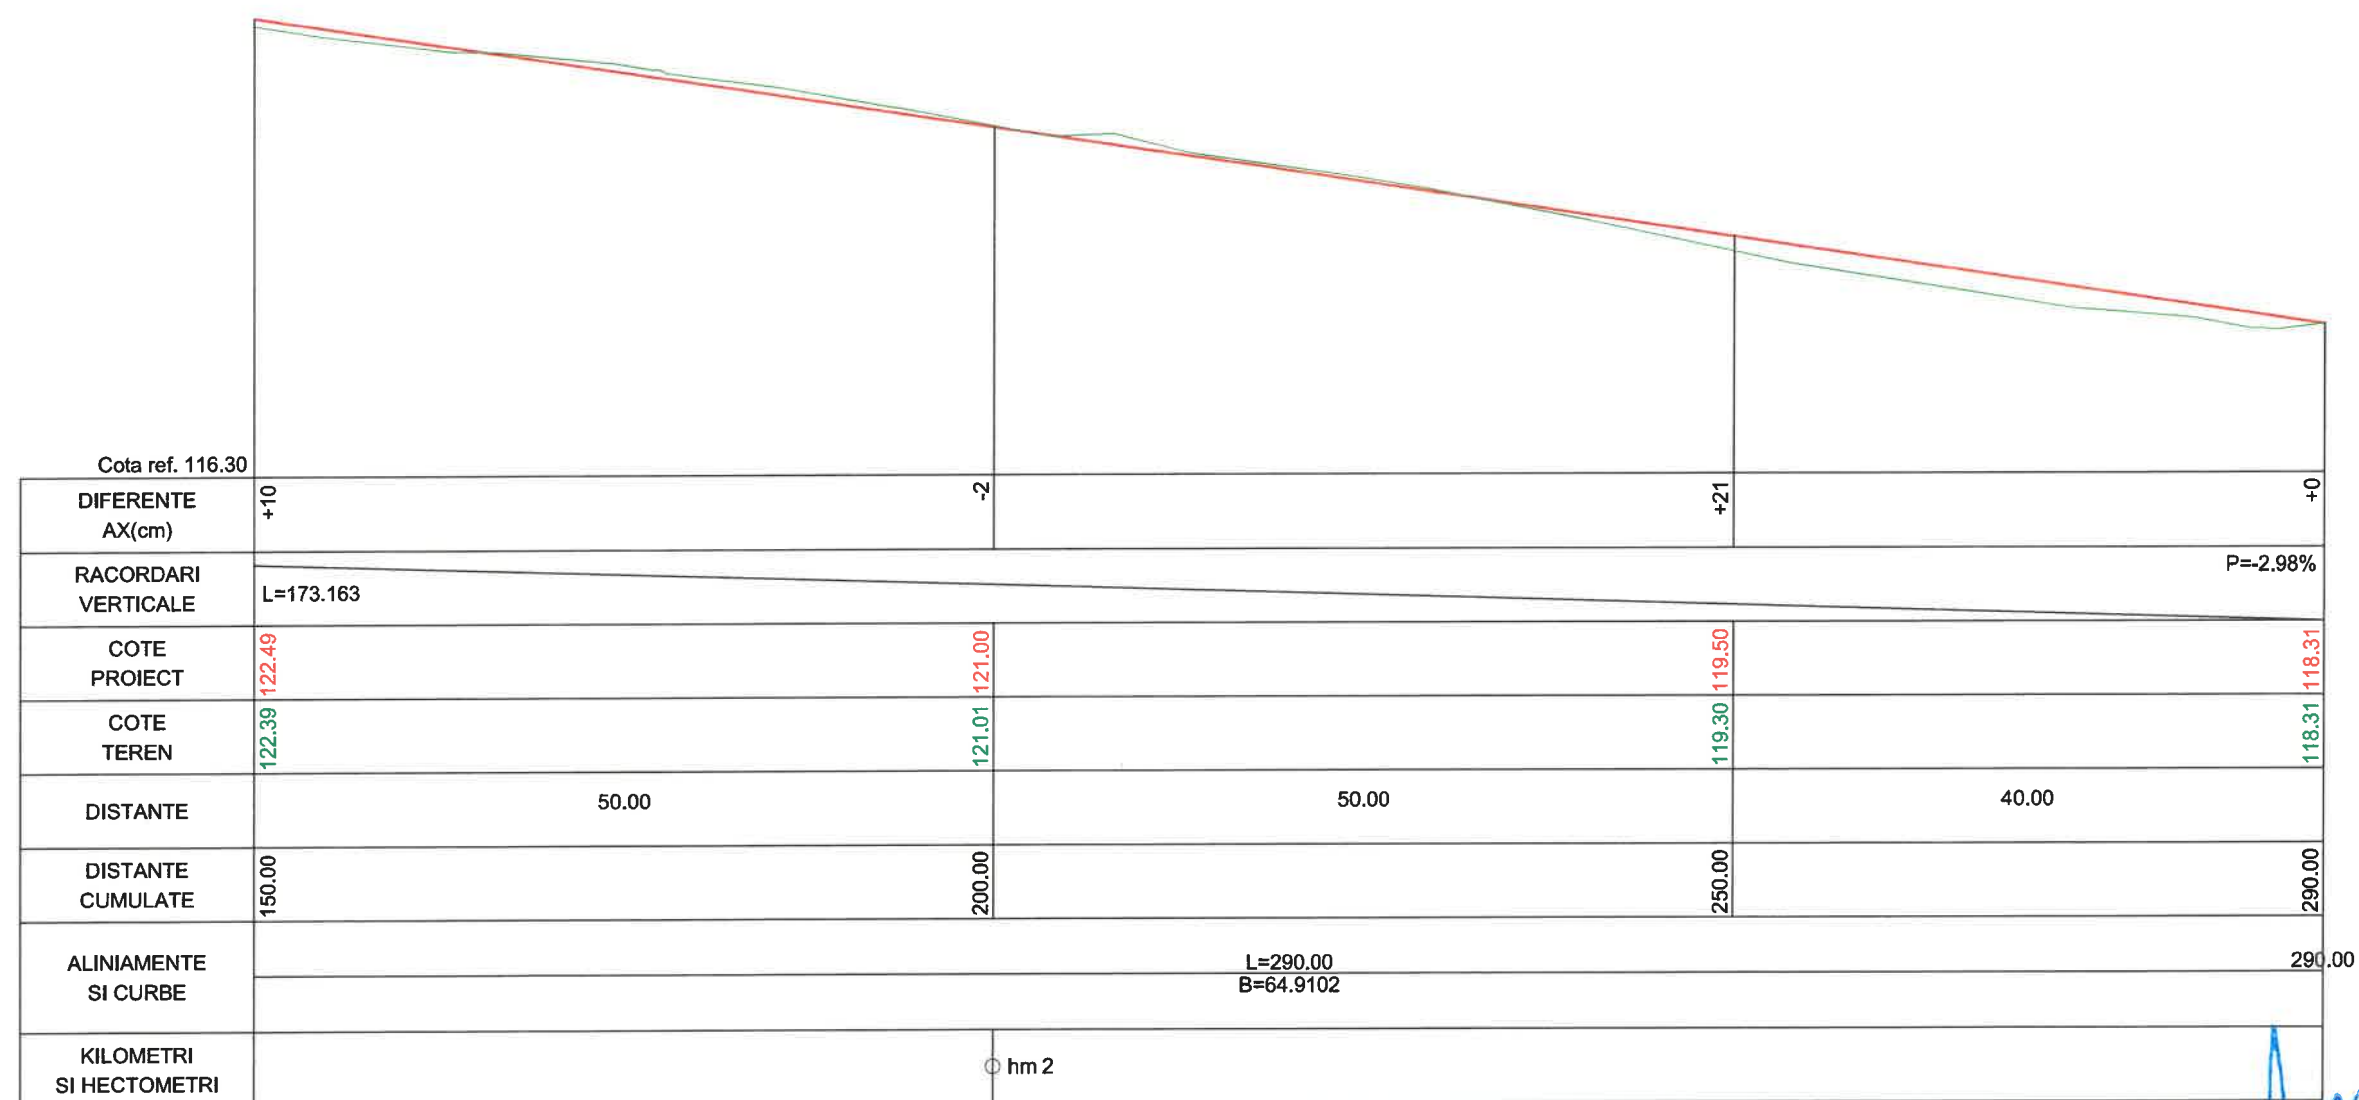 Cota ref. 116.30
DIFERENTE
AX(cm)
+10
-2
+21
+0
RACORDARI
VERTICALE
L=173.163
P=-2.98%
COTE
PROIECT
122.49
121.00
119.50
118.31
COTE
TEREN
122.39
121.01
119.30
118.31
DISTANTE
50.00
50.00
40.00
DISTANTE
CUMULATE
150.00
200.00
250.00
290.00
ALINIAMENTE
SI CURBE
L=290.00
B=64.9102
290.00
KILOMETRI
SI HECTOMETRI
hm 2